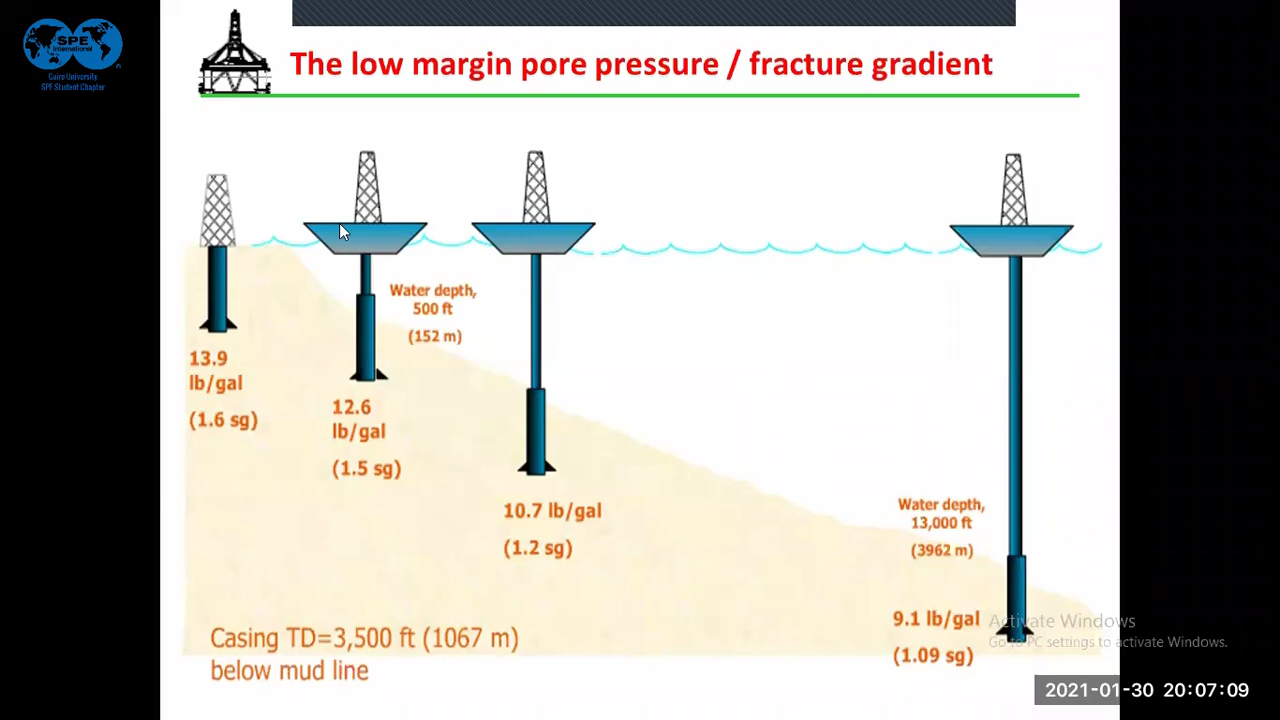 SPE
International
Cairo University
SPE Student Chapter
The low margin pore pressure / fracture gradient
Water depth,
500 ft
(152 m)
13.9
lb/gal
(1.6 sg)
12.6
lb/gal
(1.5 sg)
10.7 lb/gal
(1.2 sg)
Water depth,
13,000 ft
(3962 m)
9.1 lb/gal
(1.09 sg)
Casing TD=3,500 ft (1067 m)
below mud line
Activate Windows
Go to PC settings to activate Windows.
2021-01-30 20:07:09